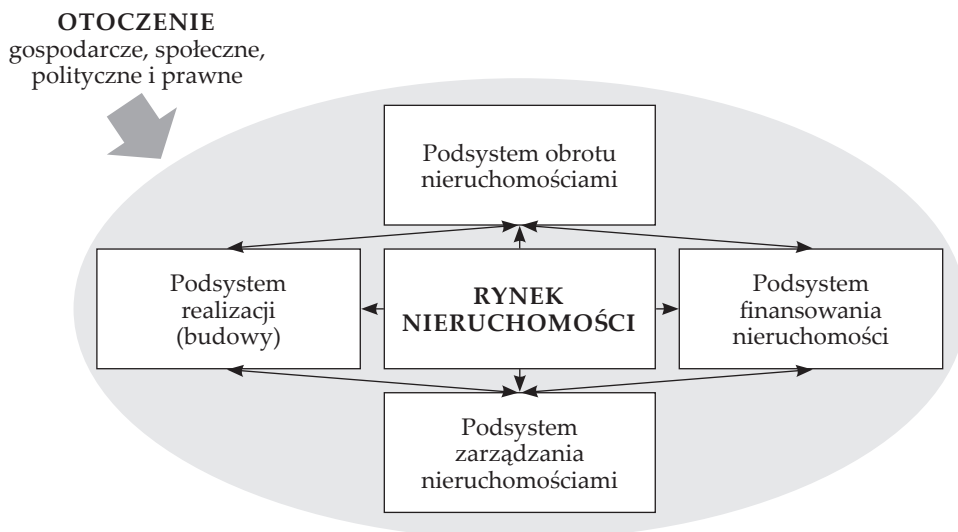 OTOCZENIE
gospodarcze, społeczne,
polityczne i prawne
Podsystem obrotu
nieruchomościami
Podsystem
realizacji
(budowy)
RYNEK
NIERUCHOMOŚCI
Podsystem
finansowania
nieruchomości
Podsystem
zarządzania
nieruchomościami